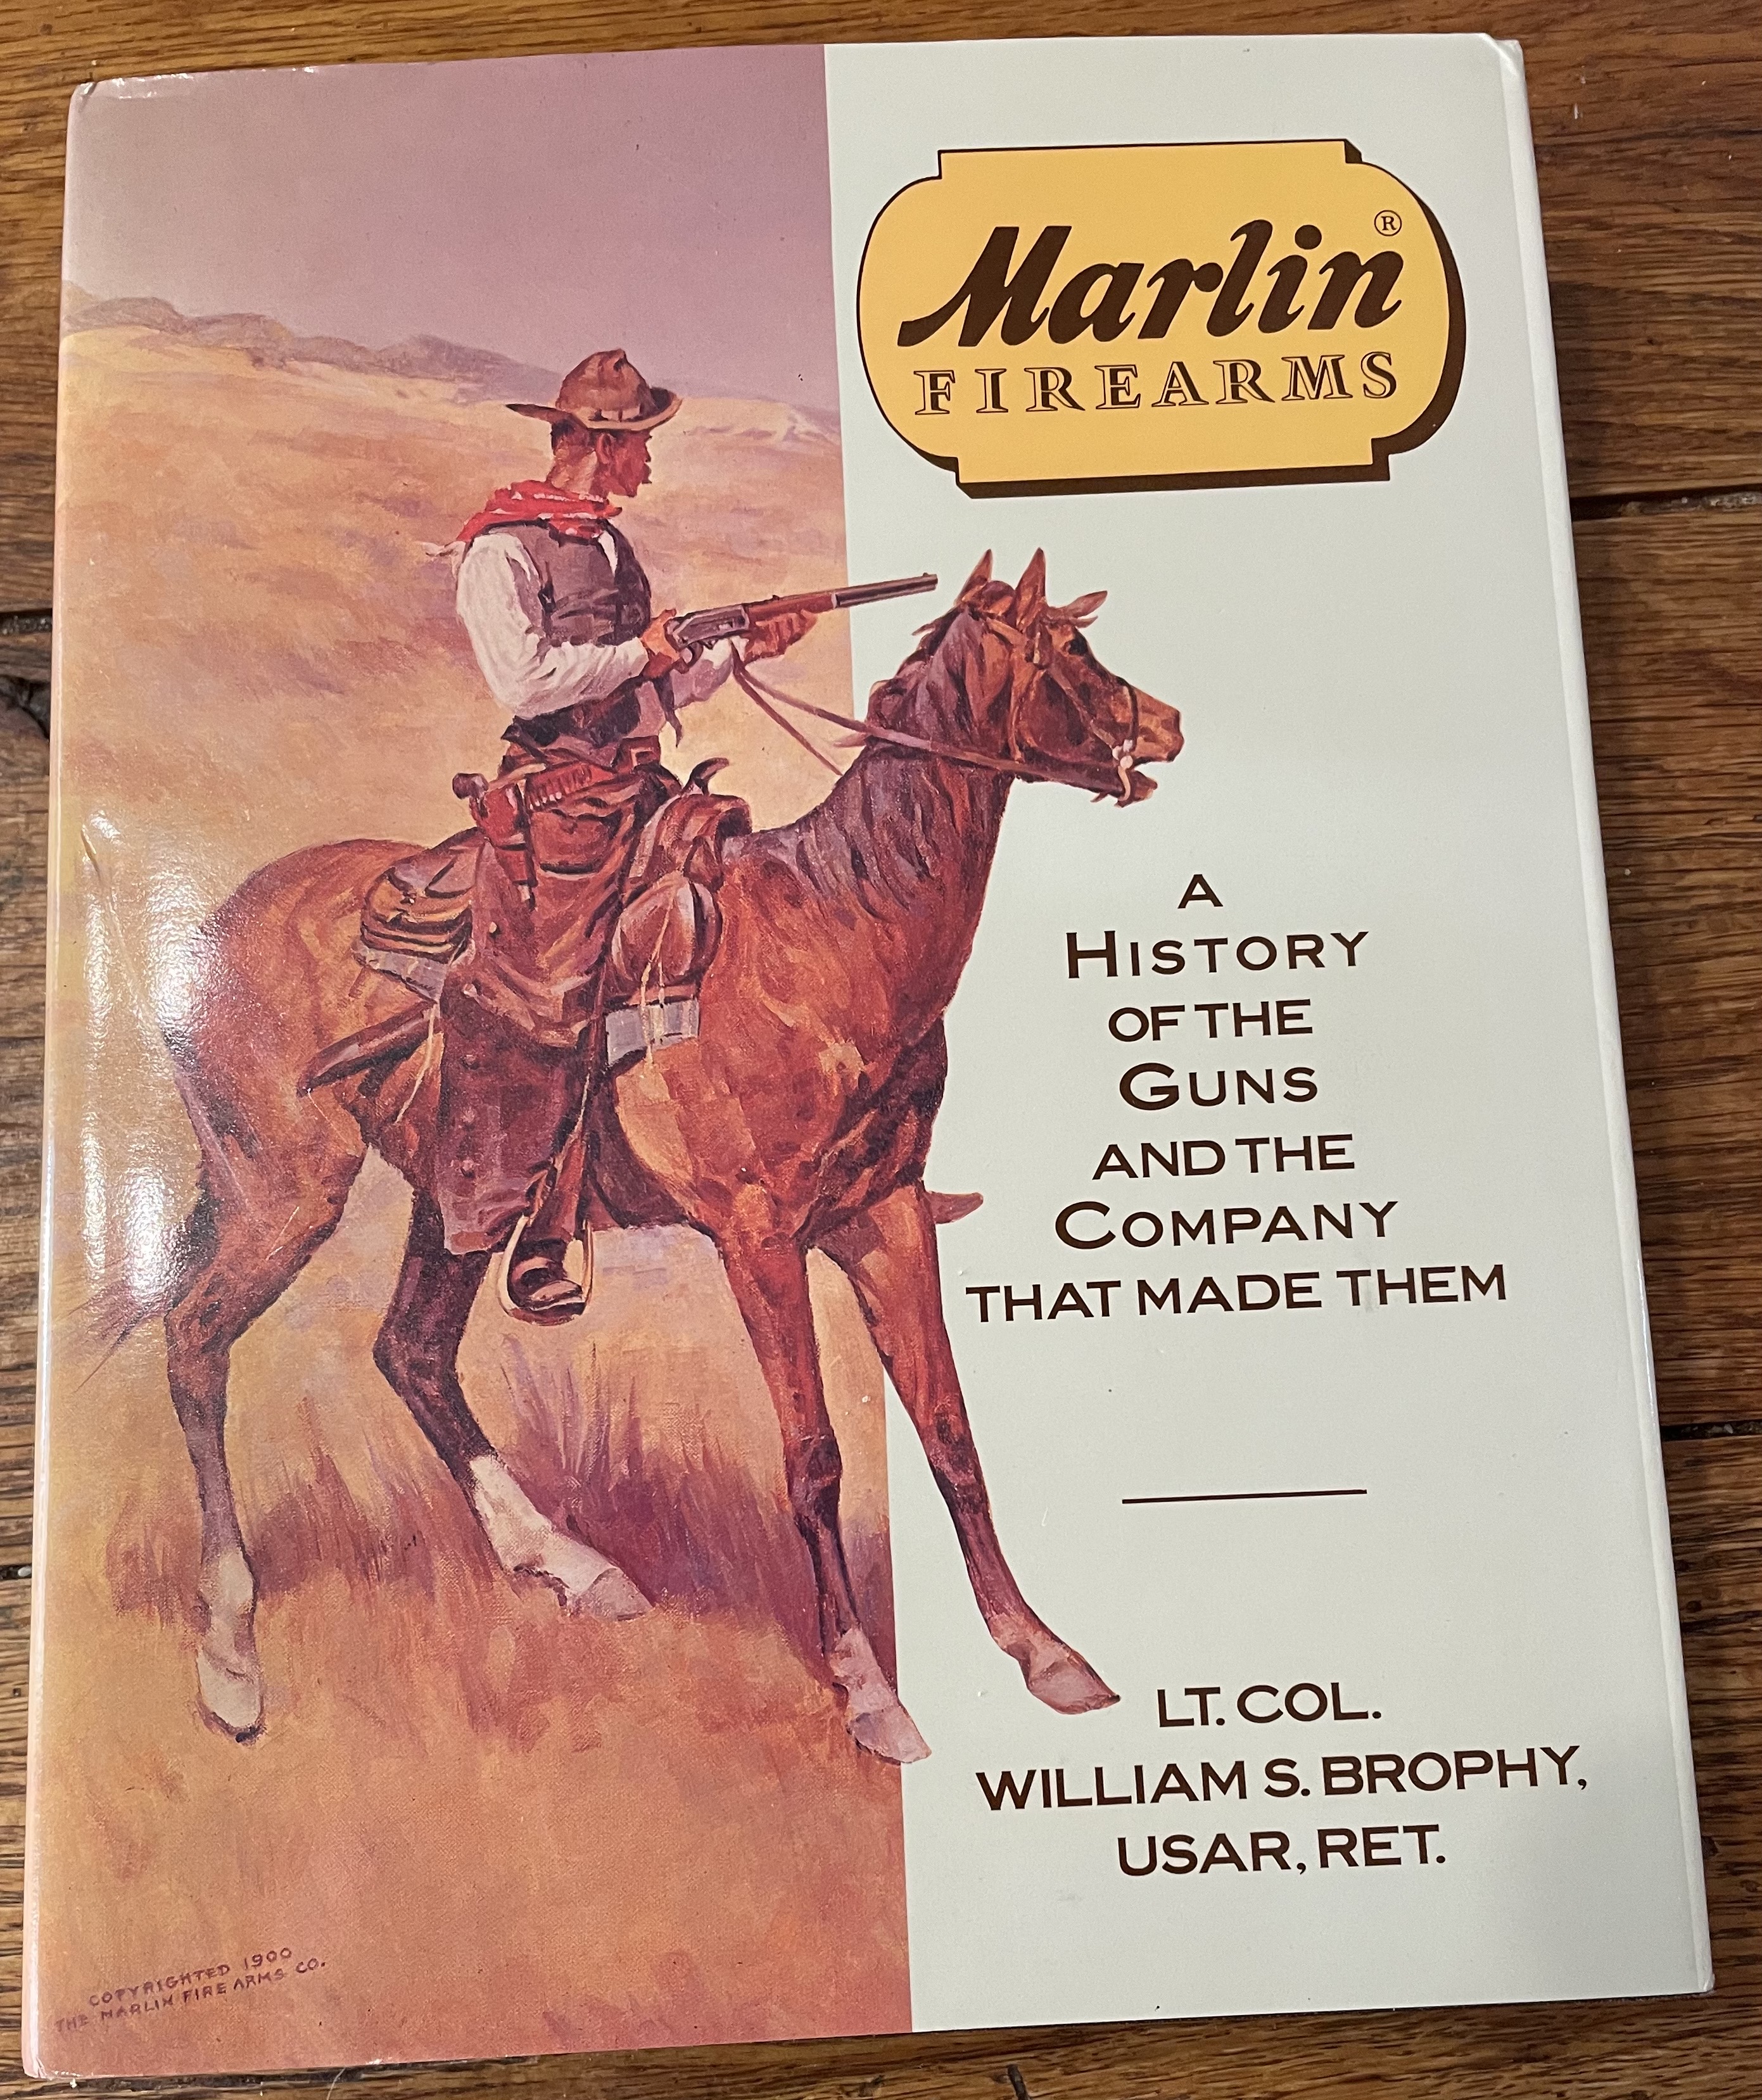 Marlin®
FIREARMS
A
HISTORY
OF THE
GUNS
AND THE
COMPANY
THAT MADE THEM
LT. COL.
WILLIAM S. BROPHY,
USAR, RET.
COPYRIGHTED 1900
THE MARLIN FIRE ARMS CO.